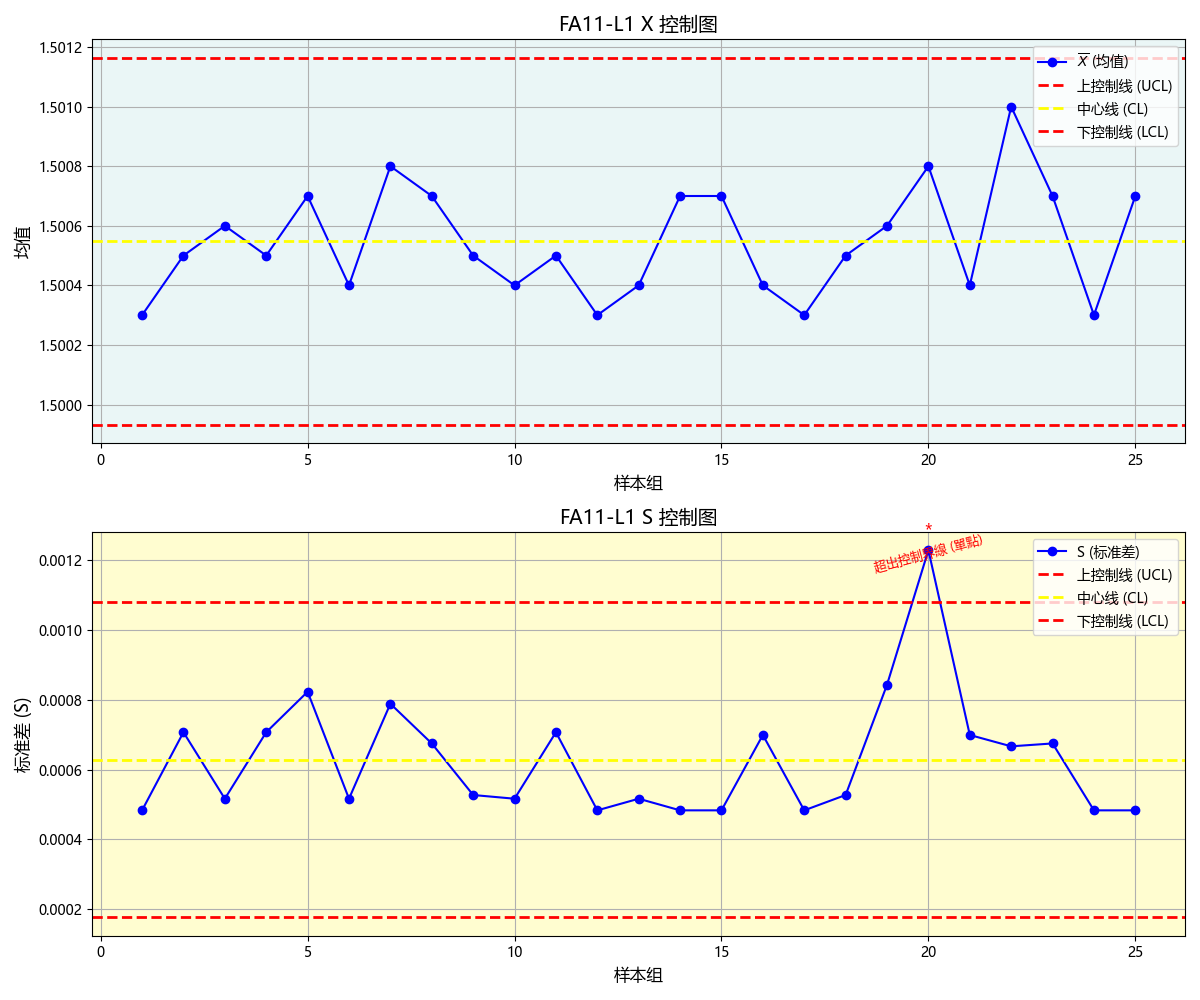 FA11-L1 X 控制图
1.5012
1.5010
1.5008
1.5006
1.5004
1.5002
1.5000
均值
X̅ (均值)
上控制线 (UCL)
中心线 (CL)
下控制线 (LCL)
0 5 10 15 20 25
样本组
FA11-L1 S 控制图
*
超出控制界線 (單點)
0.0012
0.0010
0.0008
0.0006
0.0004
0.0002
标准差 (S)
S (标准差)
上控制线 (UCL)
中心线 (CL)
下控制线 (LCL)
0 5 10 15 20 25
样本组